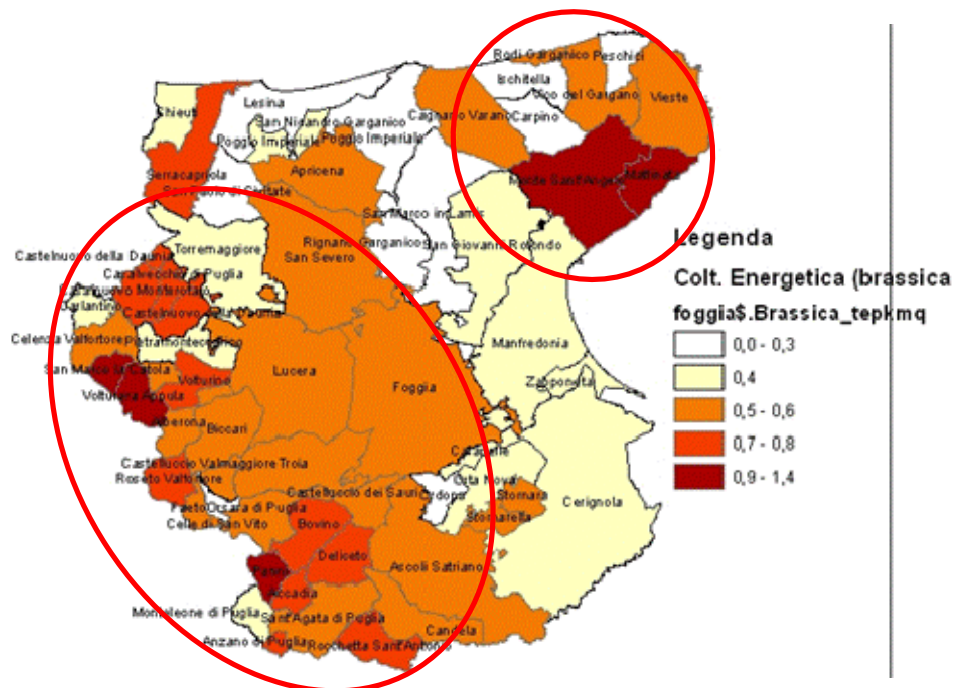 Rodi Garganico
Peschici
Ischitella
Vico del Gargano
Vieste
Lesina
Chieuti
San Nicandro Garganico
Cagnano Varano
Carpino
Poggio Imperiale
Poggio Imperiale
Apricena
Serracapriola
Monte Sant'Angelo
Mattinata
San Paolo di Civitate
San Marco in Lamis
Rignano Garganico
San Giovanni Rotondo
Torremaggiore
San Severo
Castelnuovo della Daunia
Casalvecchio di Puglia
Castelnuovo della Daunia
Celenza Valfortore
Pietramontecorvino
Manfredonia
San Marco la Catola
Volturino
Lucera
Foggia
Zapponeta
Volturara Appula
Alberona
Biccari
Carapelle
Castelluccio Valmaggiore
Troia
Roseto Valfortore
Orta Nova
Castelluccio dei Sauri
Ordona
Stornara
Cerignola
Faeto
Orsara di Puglia
Celle di San Vito
Bovino
Stornarella
Deliceto
Ascoli Satriano
Panni
Accadia
Monteleone di Puglia
Sant'Agata di Puglia
Candela
Anzano di Puglia
Rocchetta Sant'Antonio
Legenda
Colt. Energetica (brassica
foggia$.Brassica_tepkmq
0,0 - 0,3
0,4
0,5 - 0,6
0,7 - 0,8
0,9 - 1,4